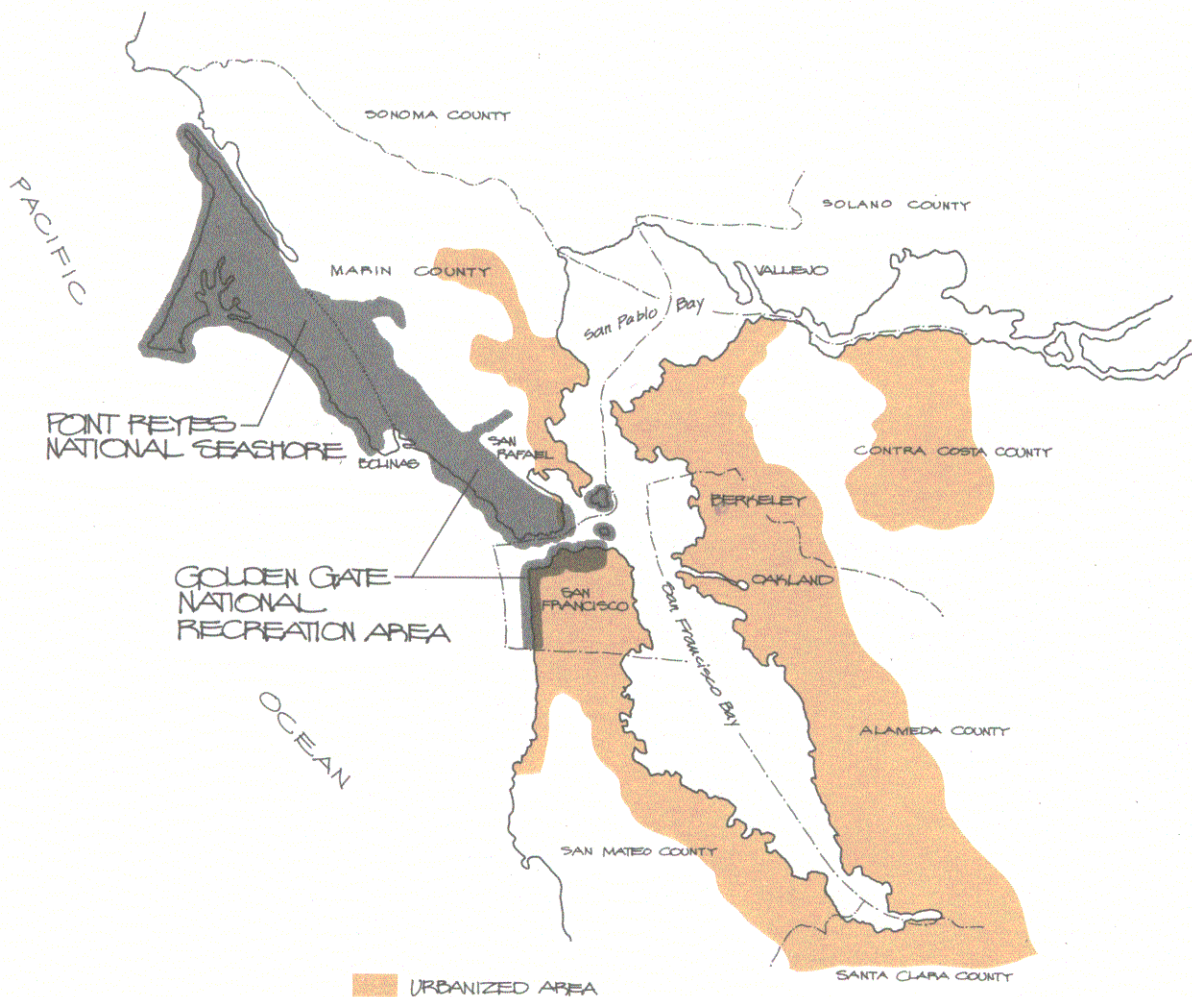 SONOMA COUNTY
PACIFIC
SOLANO COUNTY
MARIN COUNTY
VALLEJO
San Pablo Bay
POINT REYES
NATIONAL SEASHORE
BOLINAS
SAN
RAFAEL
CONTRA COSTA COUNTY
BERKELEY
GOLDEN GATE
NATIONAL
RECREATION AREA
SAN
FRANCISCO
OAKLAND
San Francisco Bay
OCEAN
ALAMEDA COUNTY
SAN MATEO COUNTY
SANTA CLARA COUNTY
URBANIZED AREA